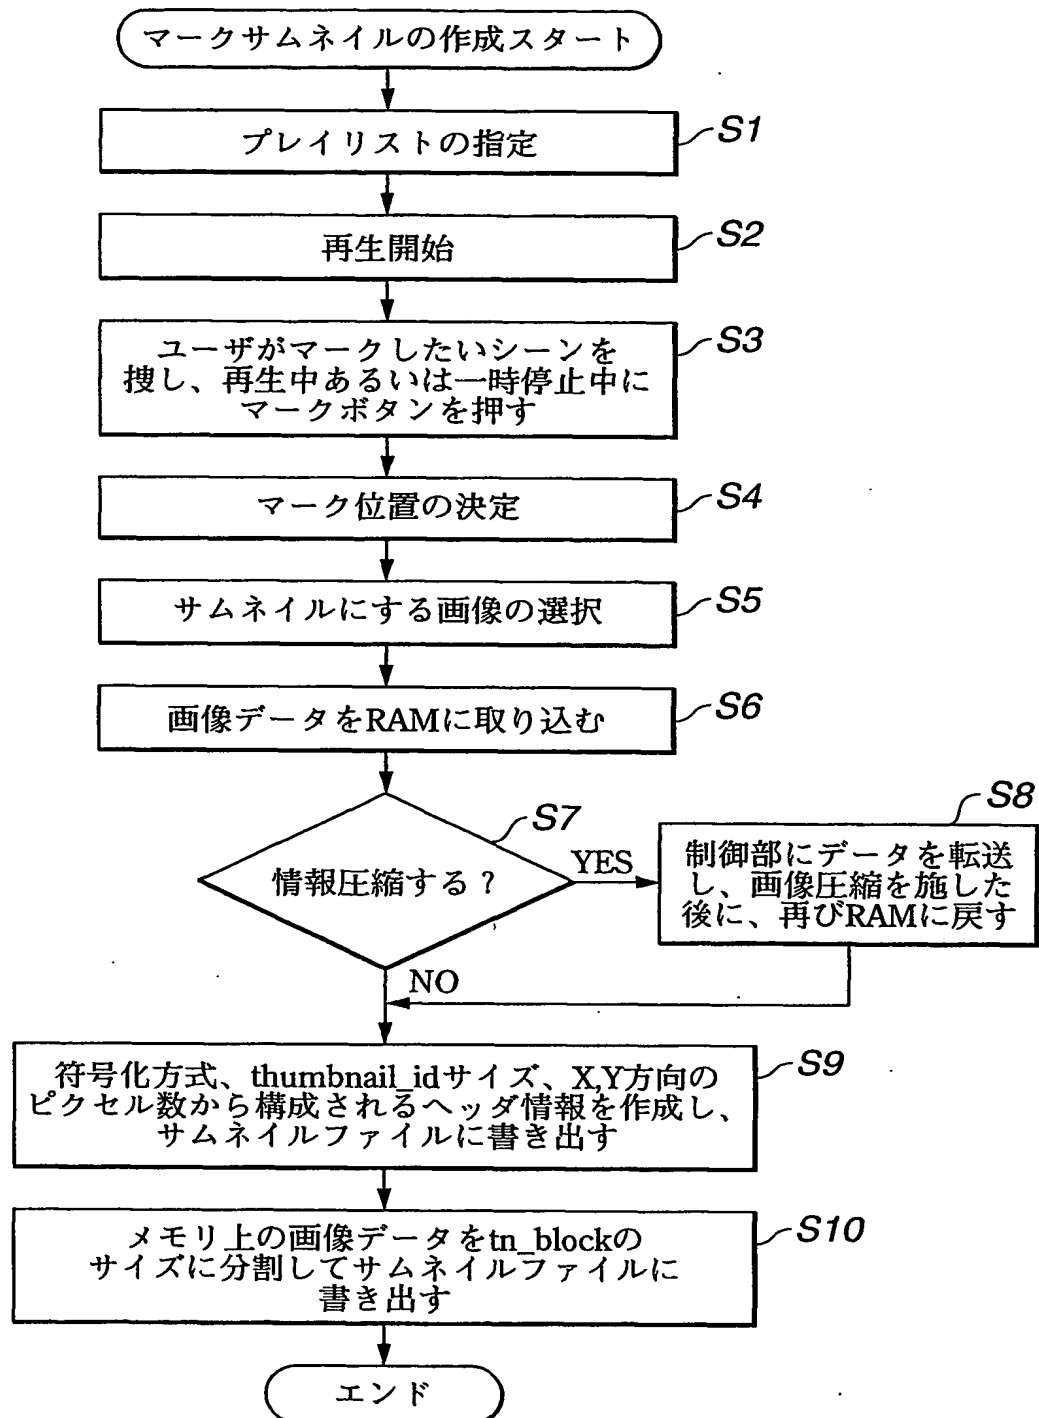 マークサムネイルの作成スタート
プレイリストの指定
S1
再生開始
S2
ユーザがマークしたいシーンを
捜し、再生中あるいは一時停止中に
マークボタンを押す
S3
マーク位置の決定
S4
サムネイルにする画像の選択
S5
画像データをRAMに取り込む
S6
情報圧縮する?
S7
YES
NO
制御部にデータを転送
し、画像圧縮を施した
後に、再びRAMに戻す
S8
符号化方式、thumbnail_idサイズ、X,Y方向の
ピクセル数から構成されるヘッダ情報を作成し、
サムネイルファイルに書き出す
S9
メモリ上の画像データをtn_blockの
サイズに分割してサムネイルファイルに
書き出す
S10
エンド